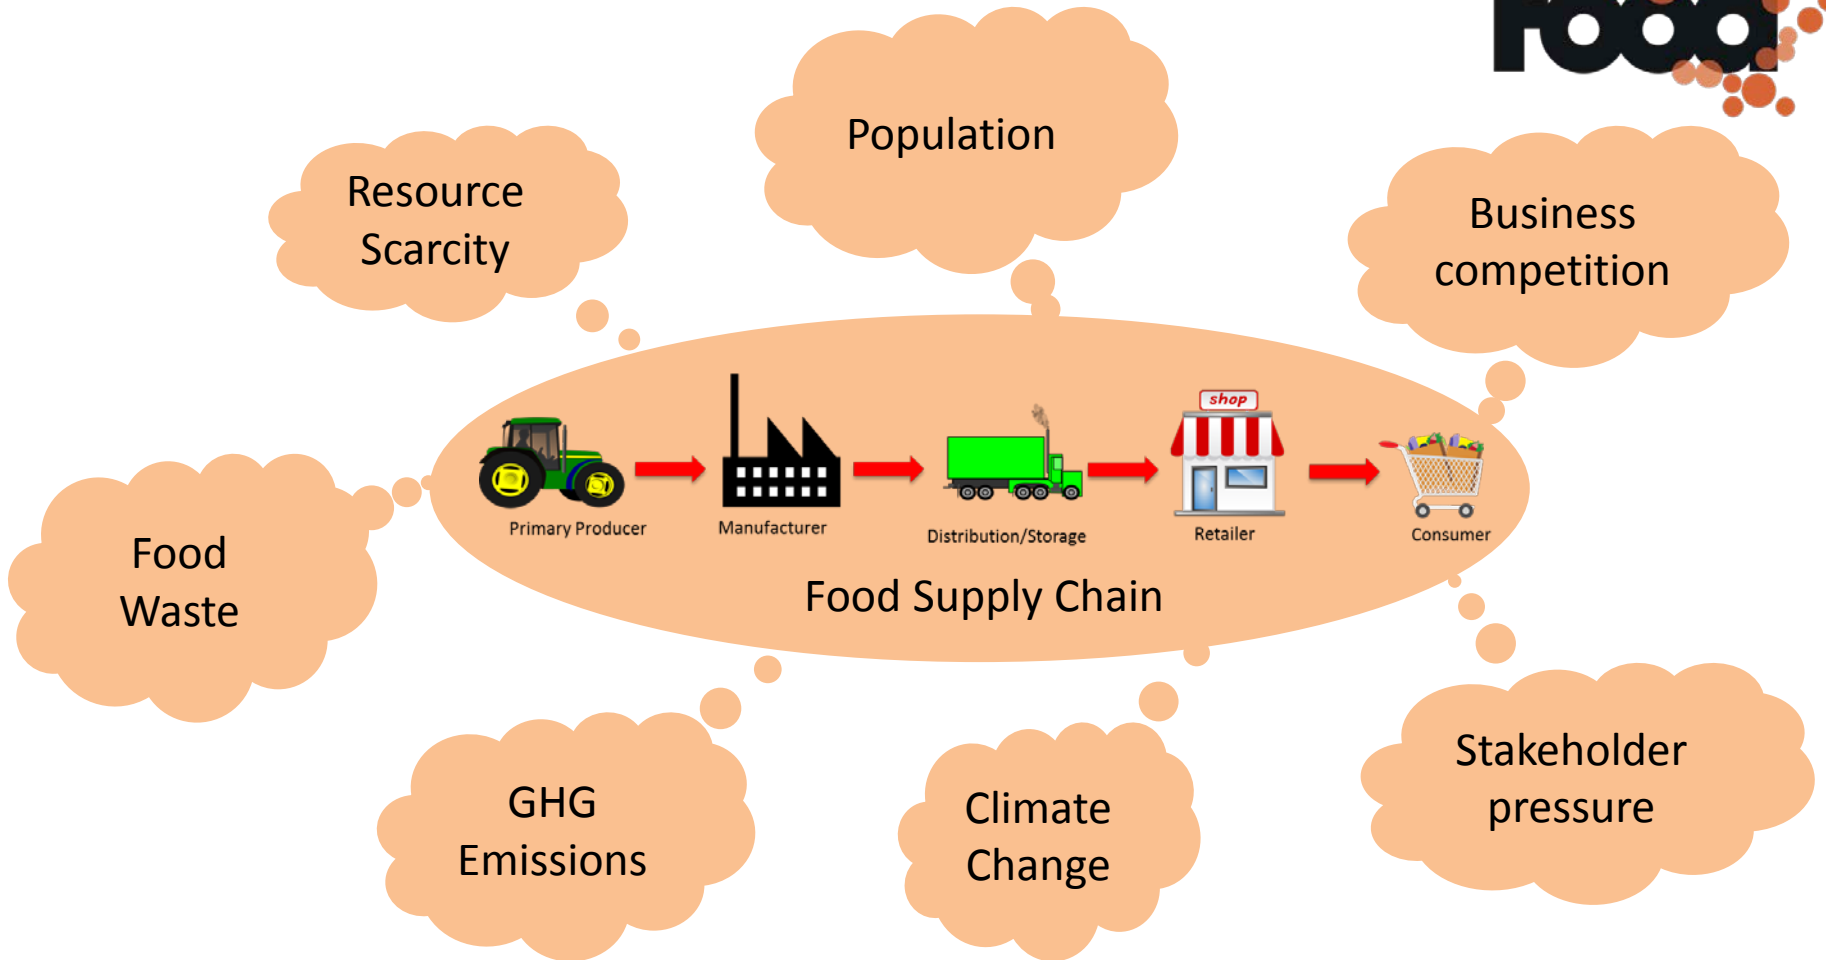 food
Population
Resource
Scarcity
Business
competition
shop
Primary Producer
Manufacturer
Distribution/Storage
Retailer
Consumer
Food Supply Chain
Food
Waste
GHG
Emissions
Climate
Change
Stakeholder
pressure